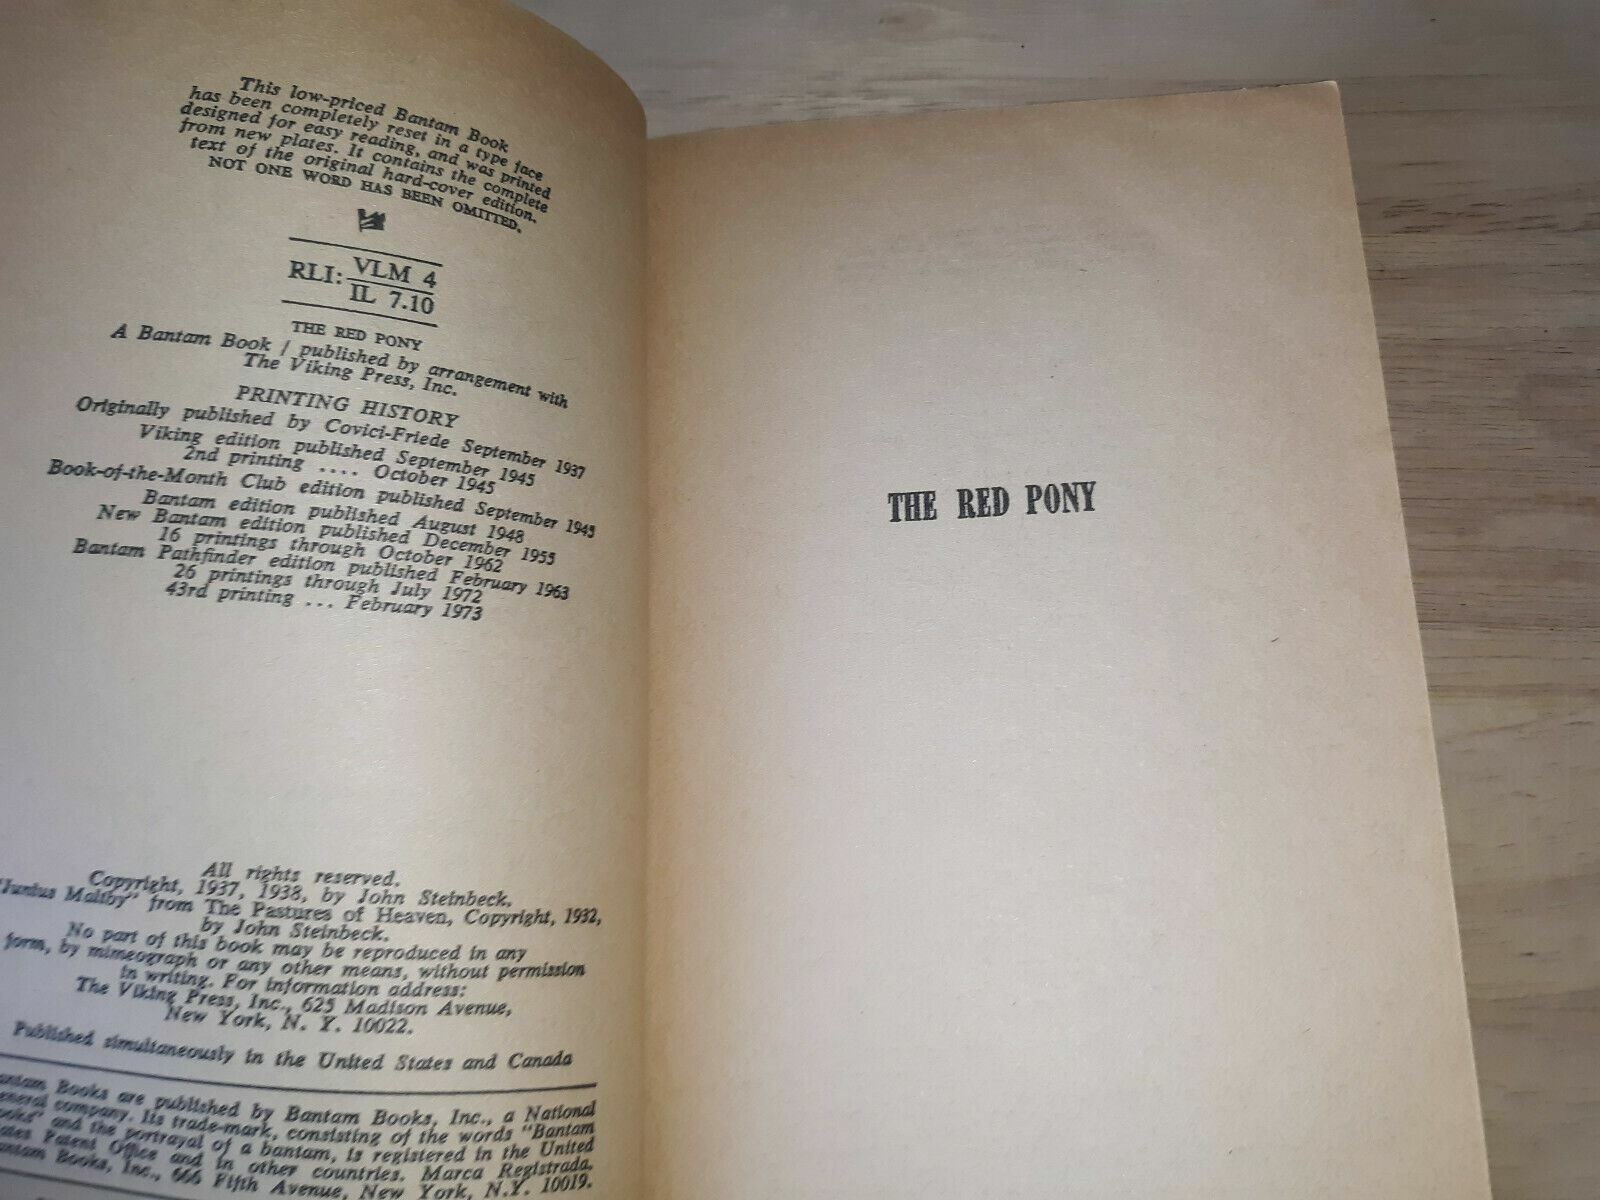 This low-priced Bantam Book
has been completely reset in a type face
designed for easy reading, and was printed
from new plates. It contains the complete
text of the original hard-cover edition.
NOT ONE WORD HAS BEEN OMITTED.
RLI: VLM 4
IL 7.10
THE RED PONY
A Bantam Book / published by arrangement with
The Viking Press, Inc.
PRINTING HISTORY
Originally published by Covici-Friede September 1937
Viking edition published September 1945
2nd printing .... October 1945
Book-of-the-Month Club edition published September 1945
Bantam edition published August 1948
New Bantam edition published December 1955
16 printings through October 1962
Bantam Pathfinder edition published February 1963
26 printings through July 1972
43rd printing ... February 1973
All rights reserved.
Copyright, 1937, 1938, by John Steinbeck.
"Junius Maltby" from The Pastures of Heaven, Copyright, 1932,
by John Steinbeck.
No part of this book may be reproduced in any
form, by mimeograph or any other means, without permission
in writing. For information address:
The Viking Press, Inc., 625 Madison Avenue,
New York, N. Y. 10022.
Published simultaneously in the United States and Canada
Books are published by Bantam Books, Inc., a National
General company. Its trade-mark, consisting of the words "Bantam
and the portrayal of a bantam, is registered in the United
Patent Office and in other countries. Marca Registrada.
Books, Inc., 666 Fifth Avenue, New York, N.Y. 10019.
THE RED PONY